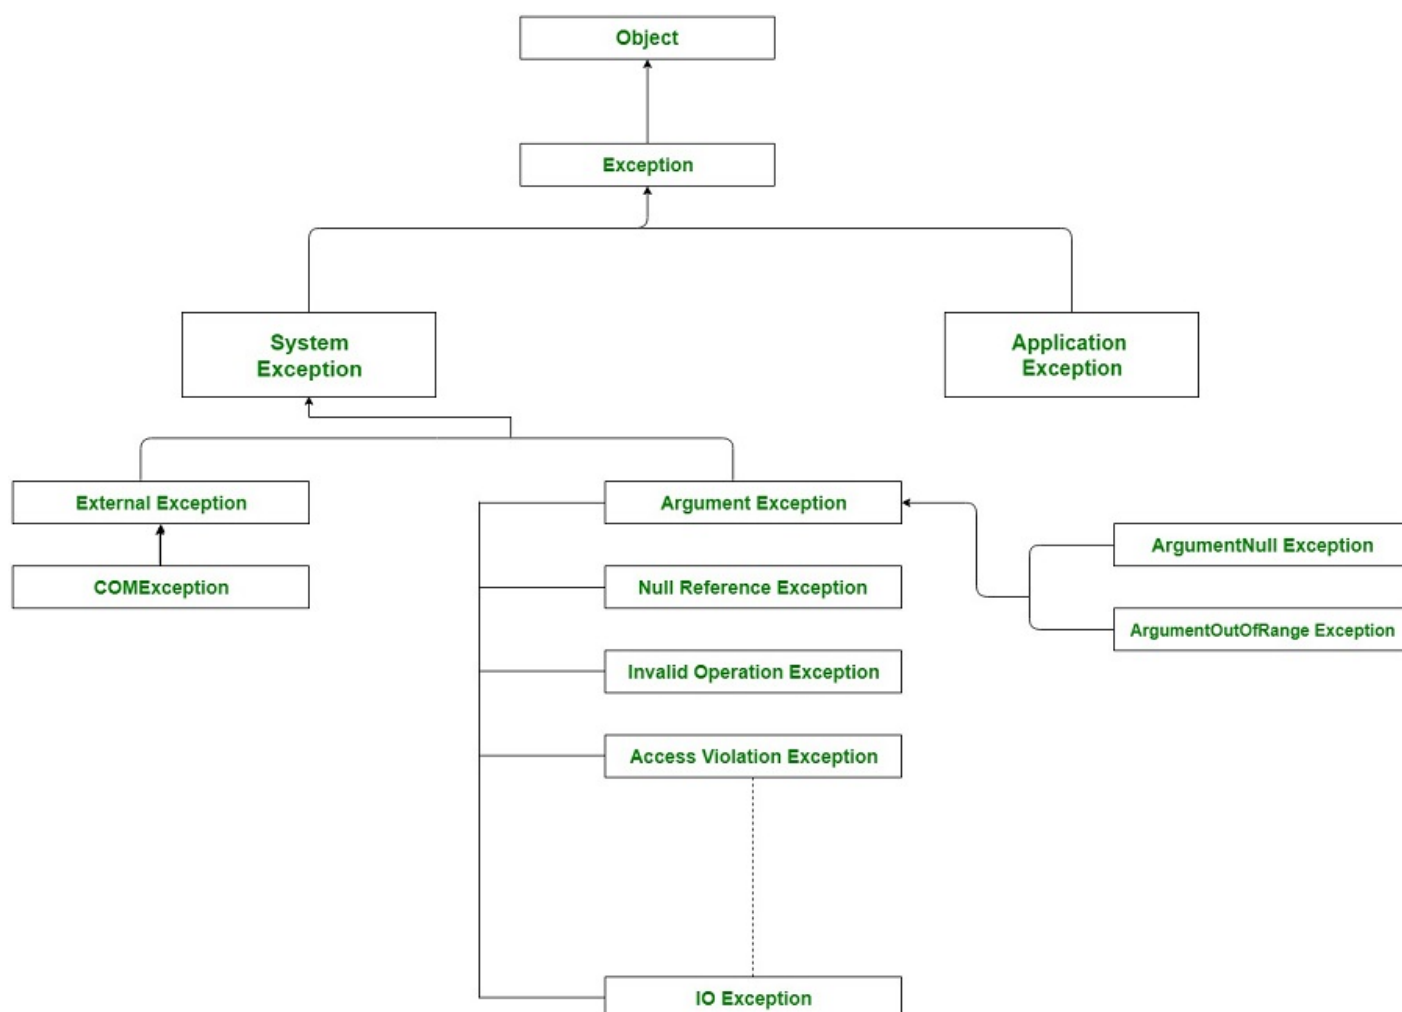 Object
Exception
System
Exception
Application
Exception
External Exception
Argument Exception
ArgumentNull Exception
COMException
Null Reference Exception
ArgumentOutOfRange Exception
Invalid Operation Exception
Access Violation Exception
IO Exception